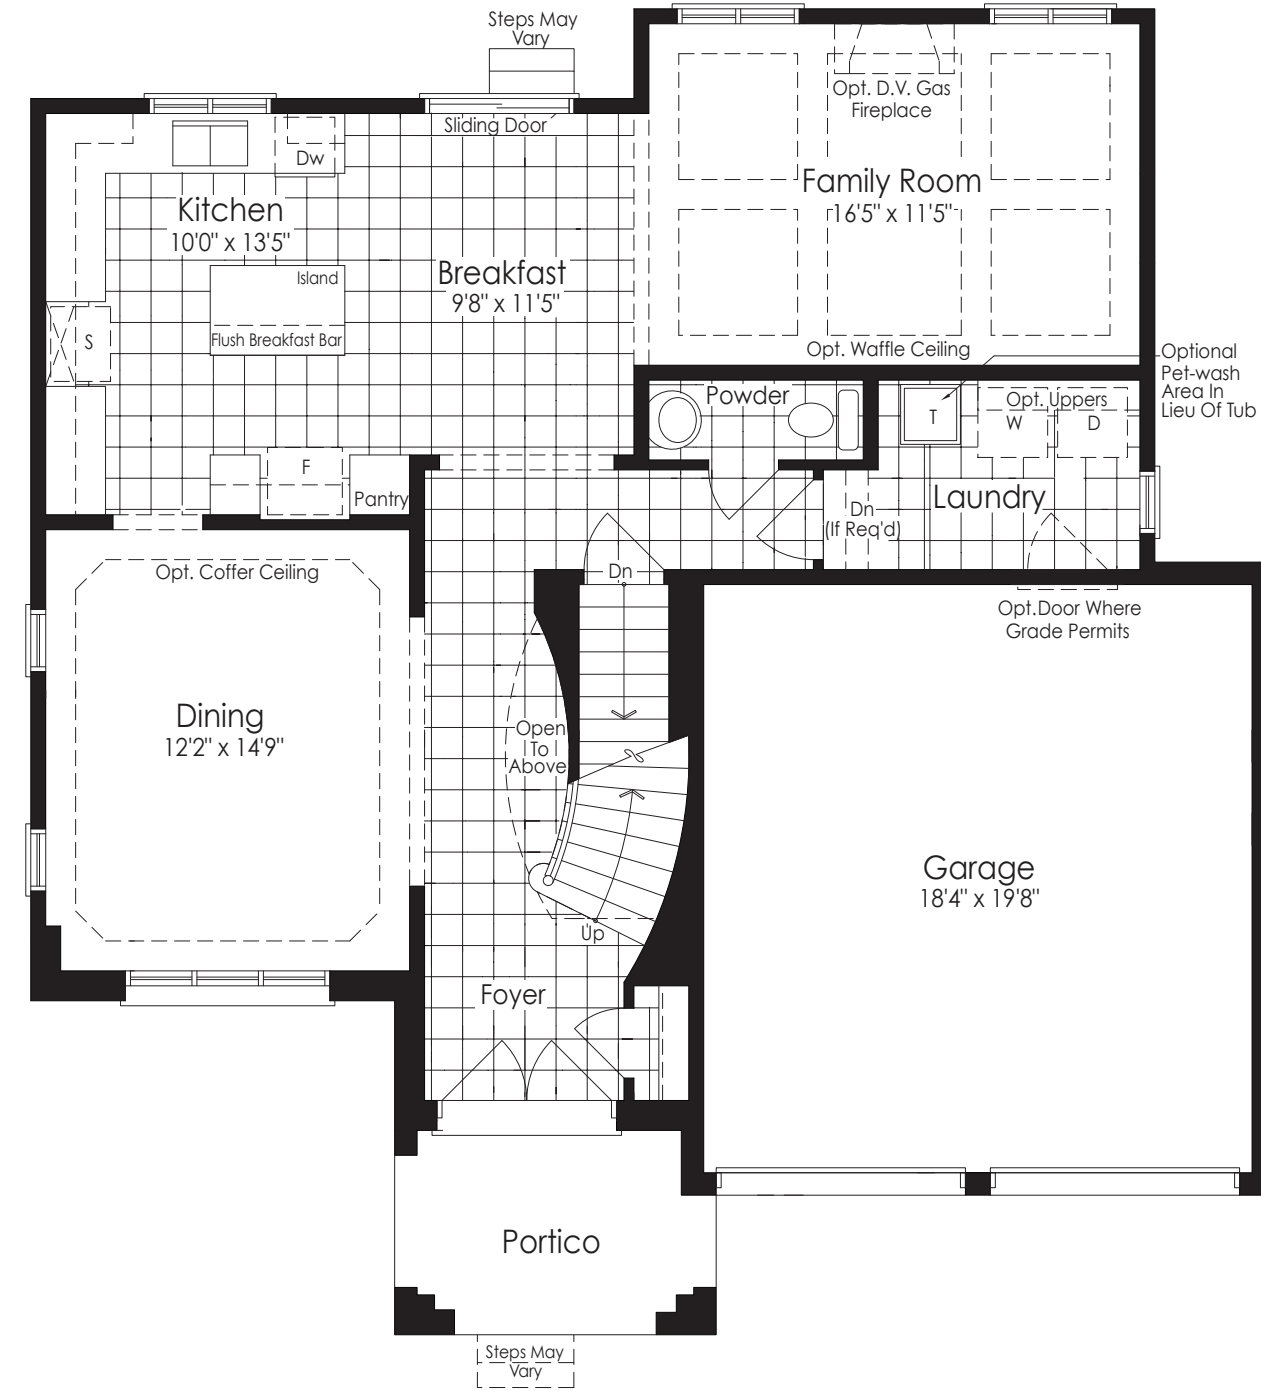 Steps May
Vary
Sliding Door
Opt. D.V. Gas
Fireplace
Dw
Family Room
16'5" x 11'5"
Kitchen
10'0" x 13'5"
Island
Breakfast
9'8" x 11'5"
S
Flush Breakfast Bar
Opt. Waffle Ceiling
Optional
Pet-wash
Area In
Lieu Of Tub
Powder
T
Opt. Uppers
W
D
F
Pantry
Laundry
Dn
(If Req'd)
Dn
Opt. Coffer Ceiling
Opt.Door Where
Grade Permits
Dining
12'2" x 14'9"
Open
To
Above
Garage
18'4" x 19'8"
Up
Foyer
Portico
Steps May
Vary